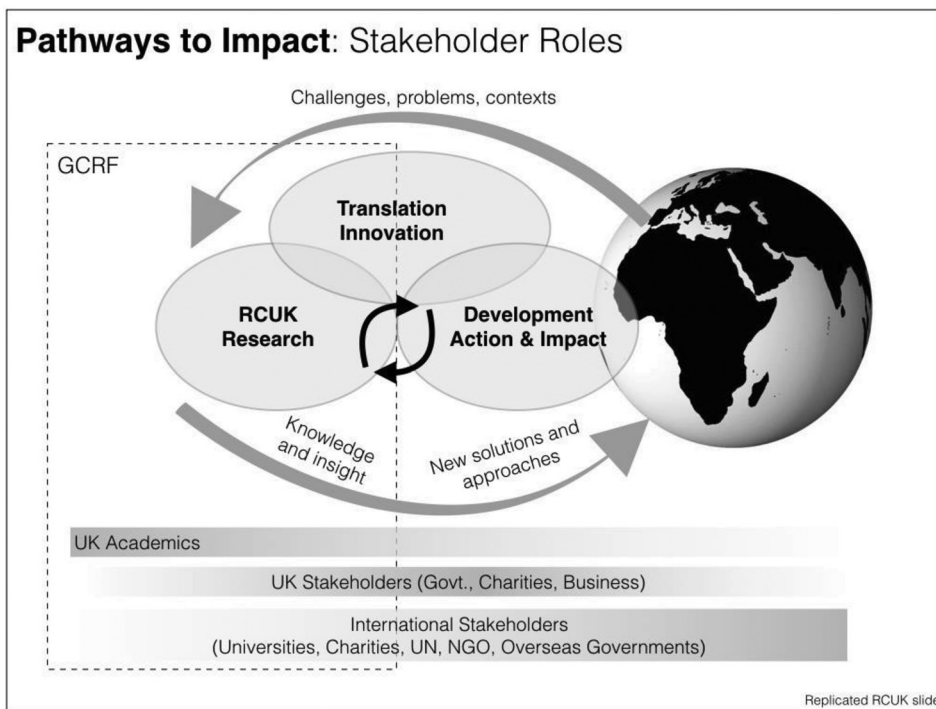 Pathways to Impact: Stakeholder Roles
Challenges, problems, contexts
GCRF
Translation
Innovation
RCUK
Research
Development
Action & Impact
Knowledge
and insight
New solutions and
approaches
UK Academics
UK Stakeholders (Govt., Charities, Business)
International Stakeholders
(Universities, Charities, UN, NGO, Overseas Governments)
Replicated RCUK slide